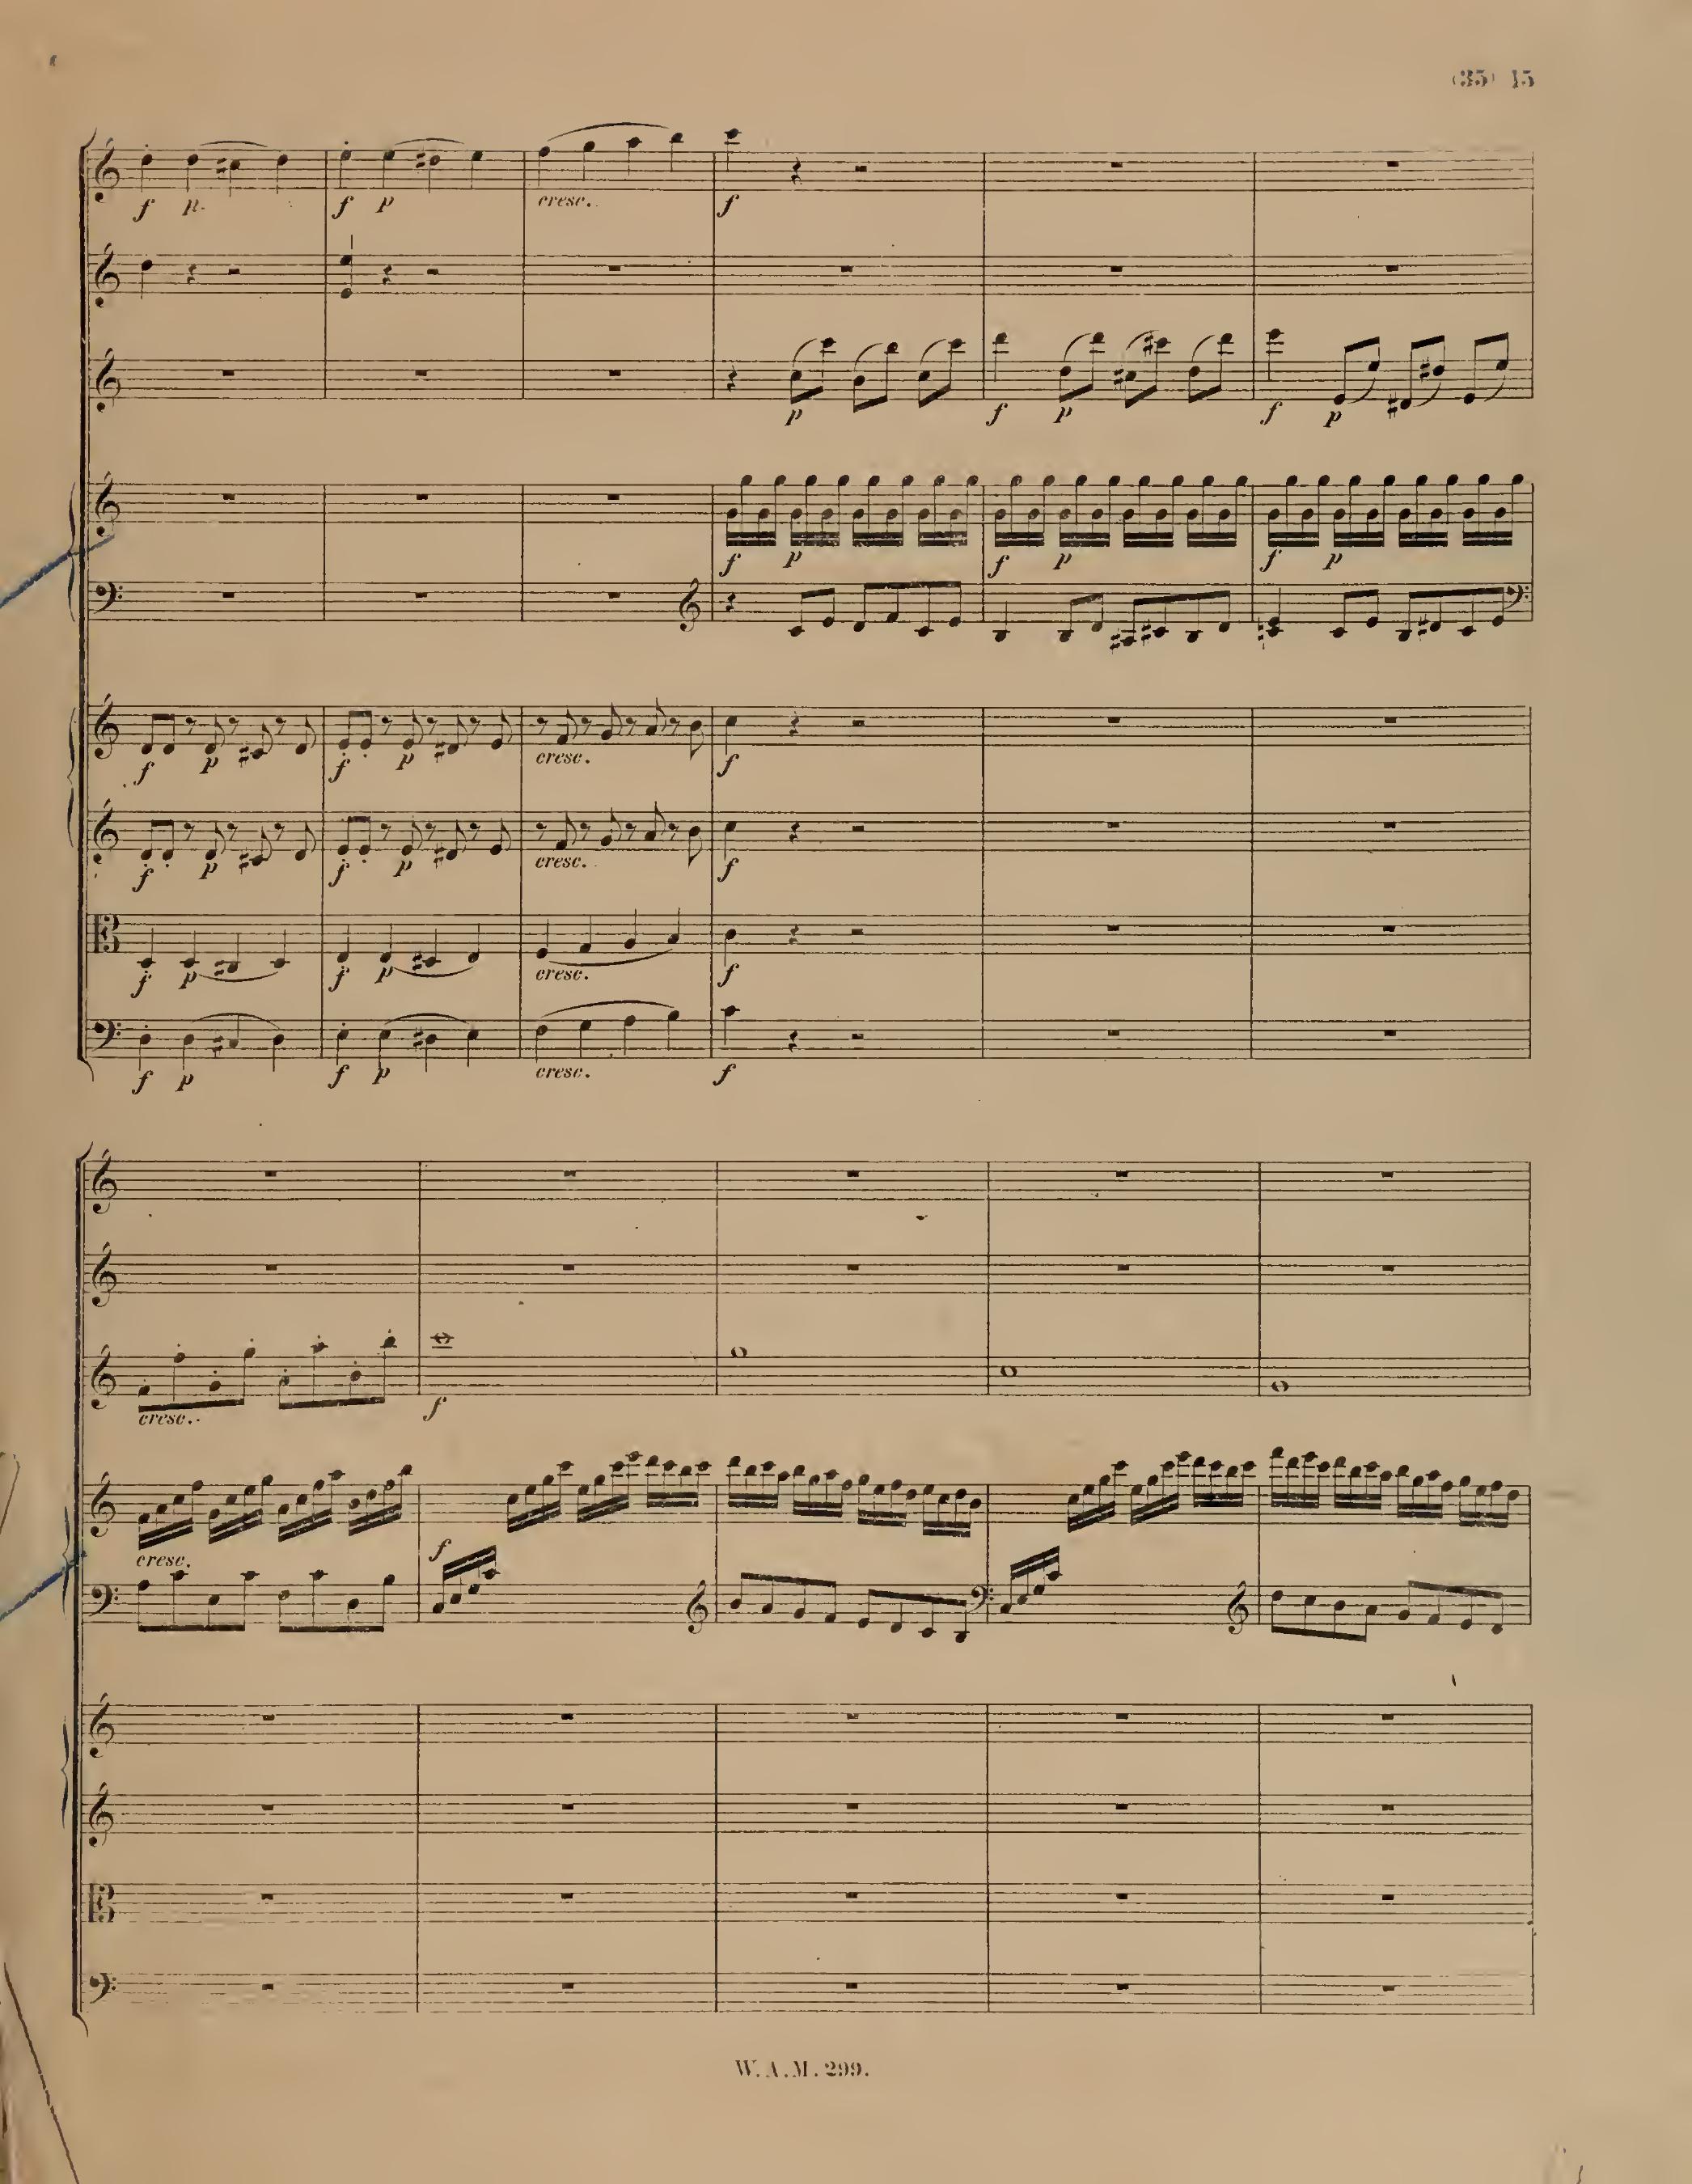 (35) 15
f p. f p cresc. f
p f p f p
f p f p f p
f p f p cresc. f
f p f p cresc. f
f p f p cresc. f
f p f p cresc. f
cresc. f
cresc. f
W.A.M. 299.